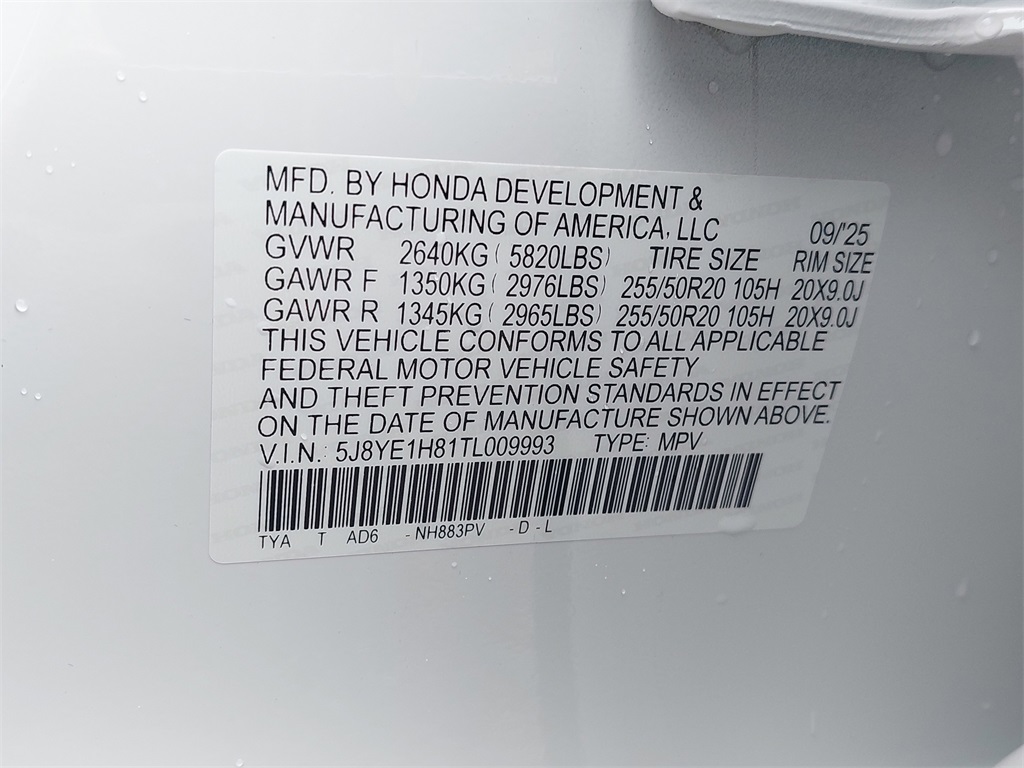 MFD. BY HONDA DEVELOPMENT &
MANUFACTURING OF AMERICA, LLC 09/'25
GVWR 2640KG ( 5820LBS) TIRE SIZE RIM SIZE
GAWR F 1350KG ( 2976LBS) 255/50R20 105H 20X9.0J
GAWR R 1345KG ( 2965LBS) 255/50R20 105H 20X9.0J
THIS VEHICLE CONFORMS TO ALL APPLICABLE
FEDERAL MOTOR VEHICLE SAFETY
AND THEFT PREVENTION STANDARDS IN EFFECT
ON THE DATE OF MANUFACTURE SHOWN ABOVE.
V.I.N. 5J8YE1H81TL009993 TYPE: MPV
TYA T AD6 -NH883PV -D-L